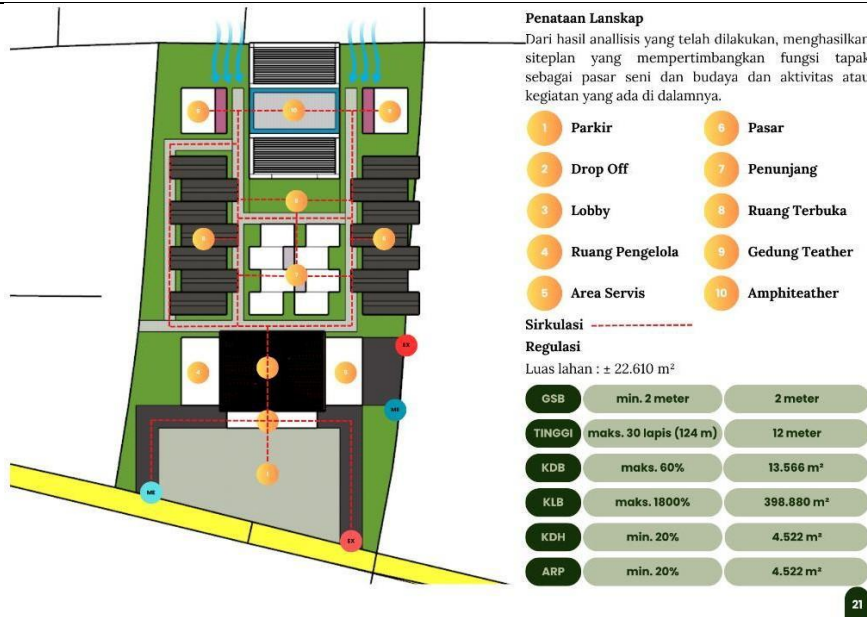 Penataan Lanskap
Dari hasil anallisis yang telah dilakukan, menghasilkan
siteplan yang mempertimbangkan fungsi tapak
sebagai pasar seni dan budaya dan aktivitas atau
kegiatan yang ada di dalamnya.
1 Parkir
6 Pasar
2 Drop Off
7 Penunjang
3 Lobby
8 Ruang Terbuka
4 Ruang Pengelola
9 Gedung Teather
5 Area Servis
10 Amphiteather
Sirkulasi
Regulasi
Luas lahan : ± 22.610 m²
GSB min. 2 meter 2 meter
TINGGI maks. 30 lapis (124 m) 12 meter
KDB maks. 60% 13.566 m²
KLB maks. 1800% 398.880 m²
KDH min. 20% 4.522 m²
ARP min. 20% 4.522 m²
10
EX
ME
ME
EX
21